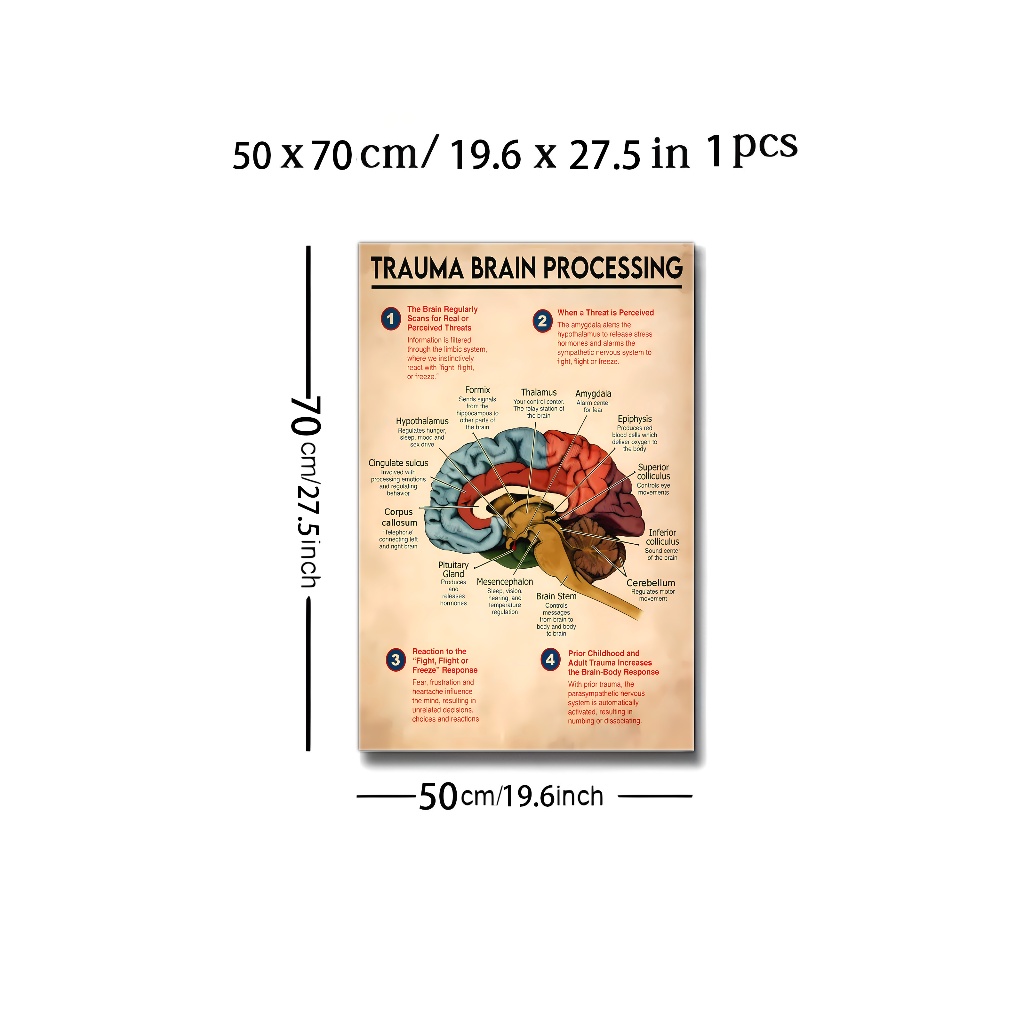 50 x 70 cm/ 19.6 x 27.5 in 1 pcs
TRAUMA BRAIN PROCESSING
1
The Brain Regularly
Scans for Real or
Perceived Threats
Information is filtered
through the limbic system,
where we instinctively
react with "fight, flight,
or freeze."
2
When a Threat is Perceived
The amygdala alerts the
hypothalamus to release stress
hormones and alarms the
sympathetic nervous system to
fight, flight or freeze.
Fornix
Sends signals
from the
hippocampus to
other parts of
the brain
Thalamus
Your control center.
The relay station of
the brain
Amygdala
Alarm center
for fear
Hypothalamus
Regulates hunger,
sleep, mood and
sex drive
Epiphysis
Produces red
blood cells which
deliver oxygen to
the body
Cingulate sulcus
Involved with
processing emotions
and regulating
behavior
Superior
colliculus
Controls eye
movements
Corpus
callosum
Telephone
connecting left
and right brain
Inferior
colliculus
Sound center
of the brain
Pituitary
Gland
Produces
and
releases
hormones
Mesencephalon
Sleep, vision,
hearing, and
temperature
regulation
Brain Stem
Controls
messages
from brain to
body and body
to brain
Cerebellum
Regulates motor
movement
3
Reaction to the
"Fight, Flight or
Freeze" Response
Fear, frustration and
heartache influence
the mind, resulting in
unrelated decisions,
choices and reactions
4
Prior Childhood and
Adult Trauma Increases
the Brain-Body Response
With prior trauma, the
parasympathetic nervous
system is automatically
activated, resulting in
numbing or dissociating.
70cm/27.5inch
50cm/19.6inch